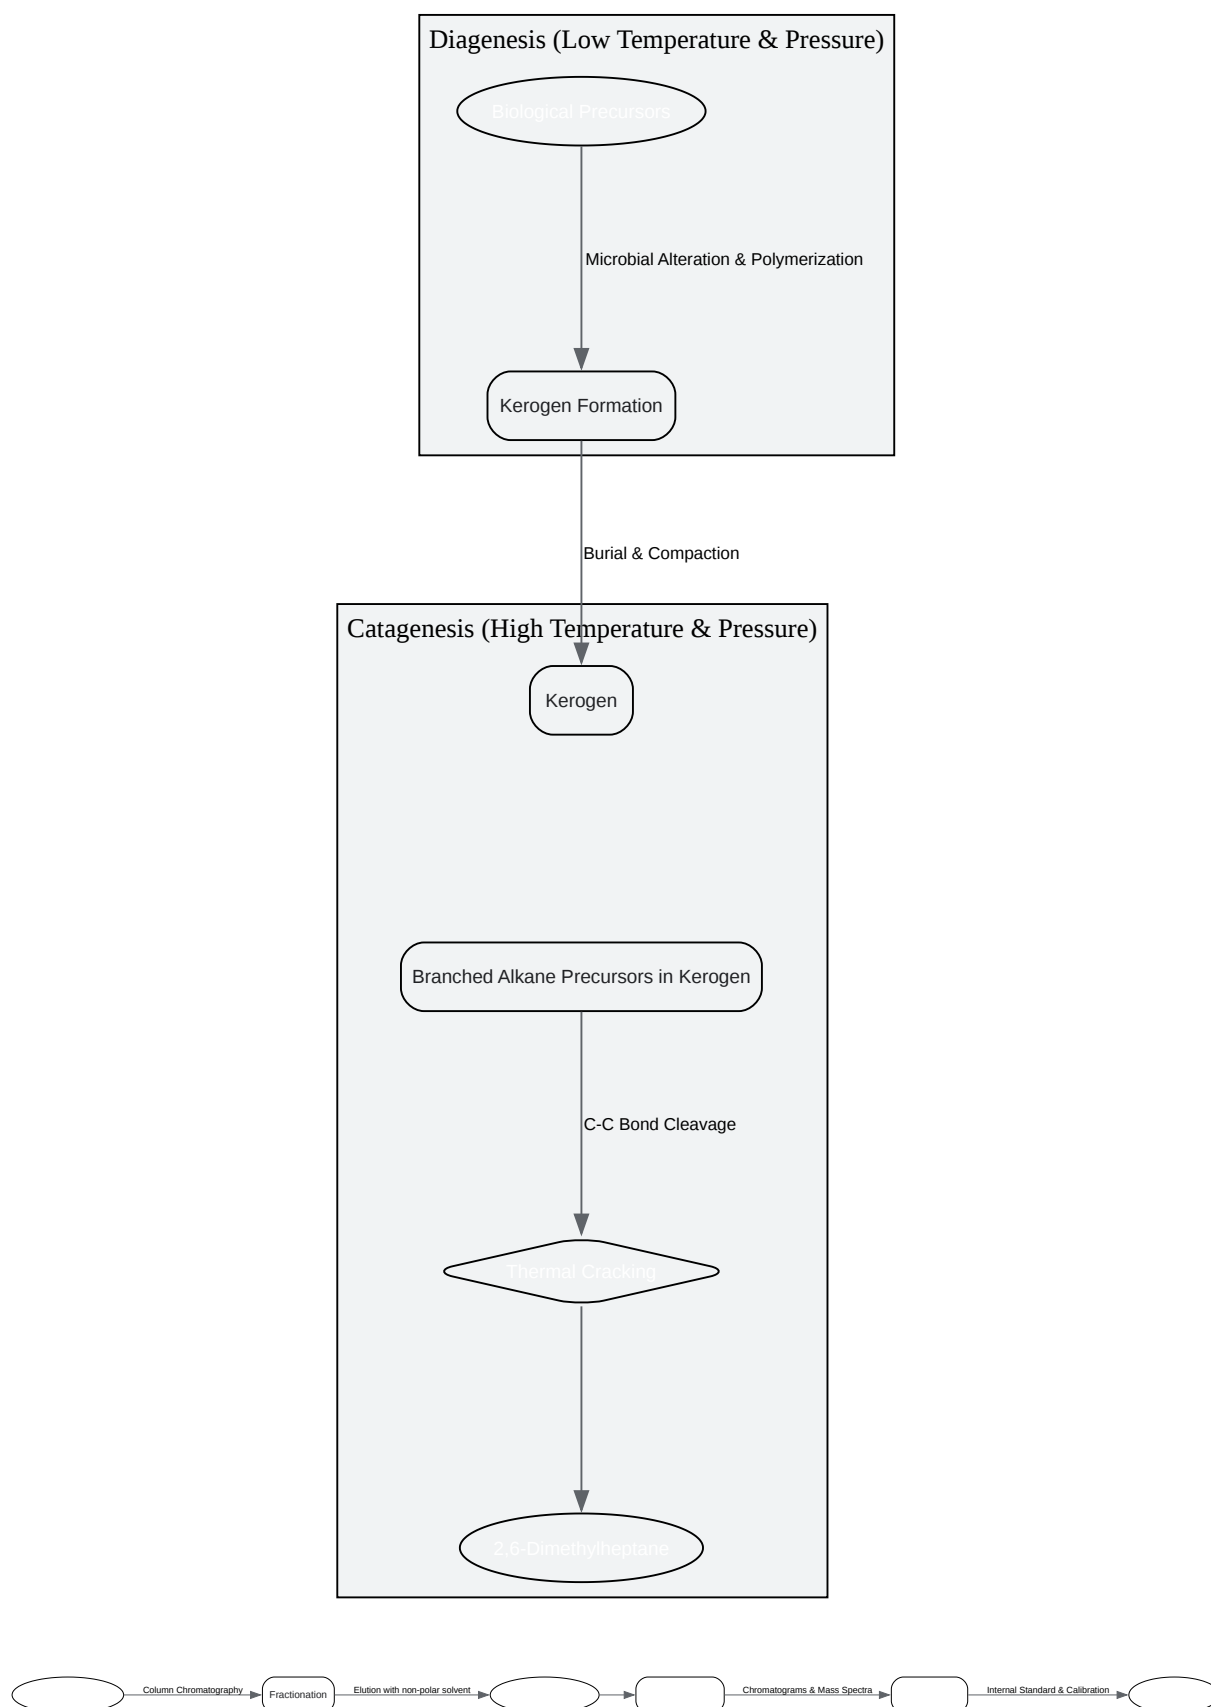 Diagenesis (Low Temperature & Pressure)
Biological Precursors
Microbial Alteration & Polymerization
Kerogen Formation
Burial & Compaction
Catagenesis (High Temperature & Pressure)
Kerogen
Branched Alkane Precursors in Kerogen
C-C Bond Cleavage
Thermal Cracking
2,6-Dimethylheptane
Column Chromatography
Fractionation
Elution with non-polar solvent
Chromatograms & Mass Spectra
Internal Standard & Calibration